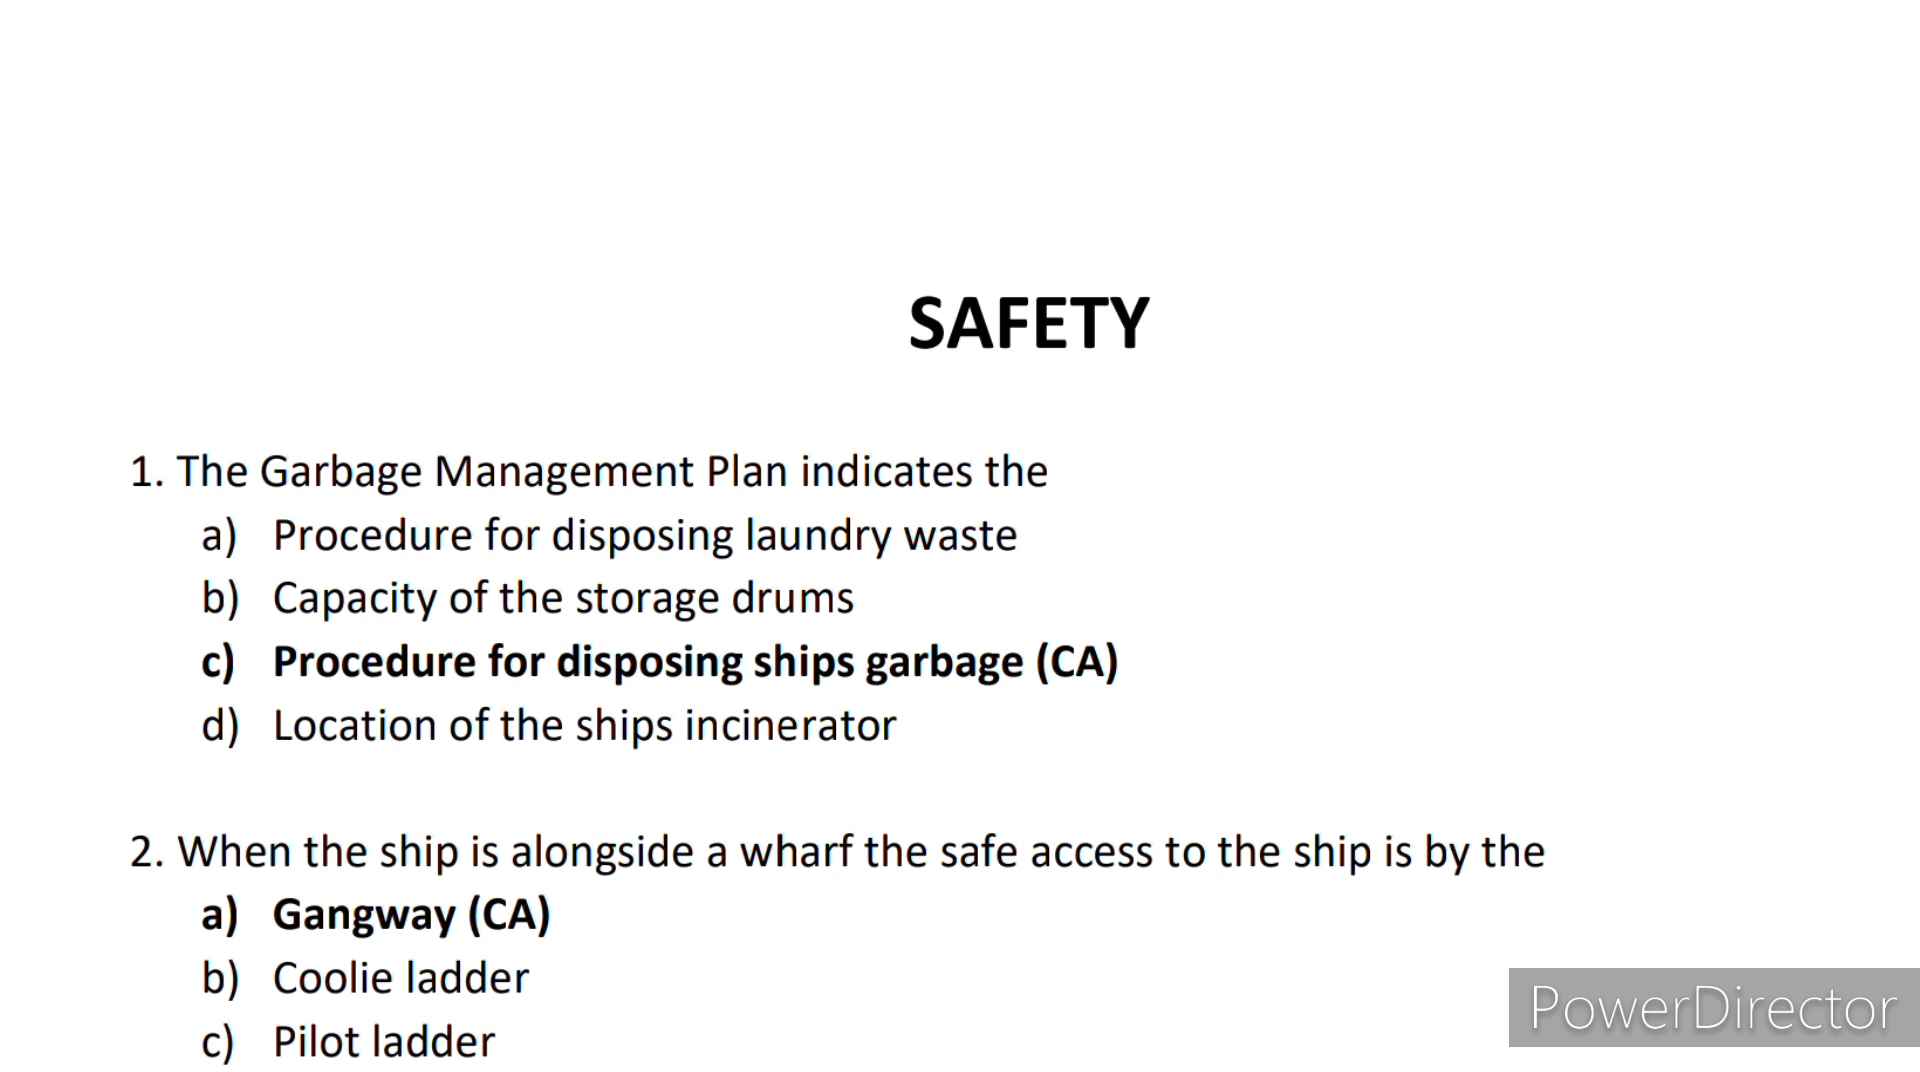 SAFETY
1. The Garbage Management Plan indicates the
a) Procedure for disposing laundry waste
b) Capacity of the storage drums
c) Procedure for disposing ships garbage (CA)
d) Location of the ships incinerator
2. When the ship is alongside a wharf the safe access to the ship is by the
a) Gangway (CA)
b) Coolie ladder
c) Pilot ladder
PowerDirector